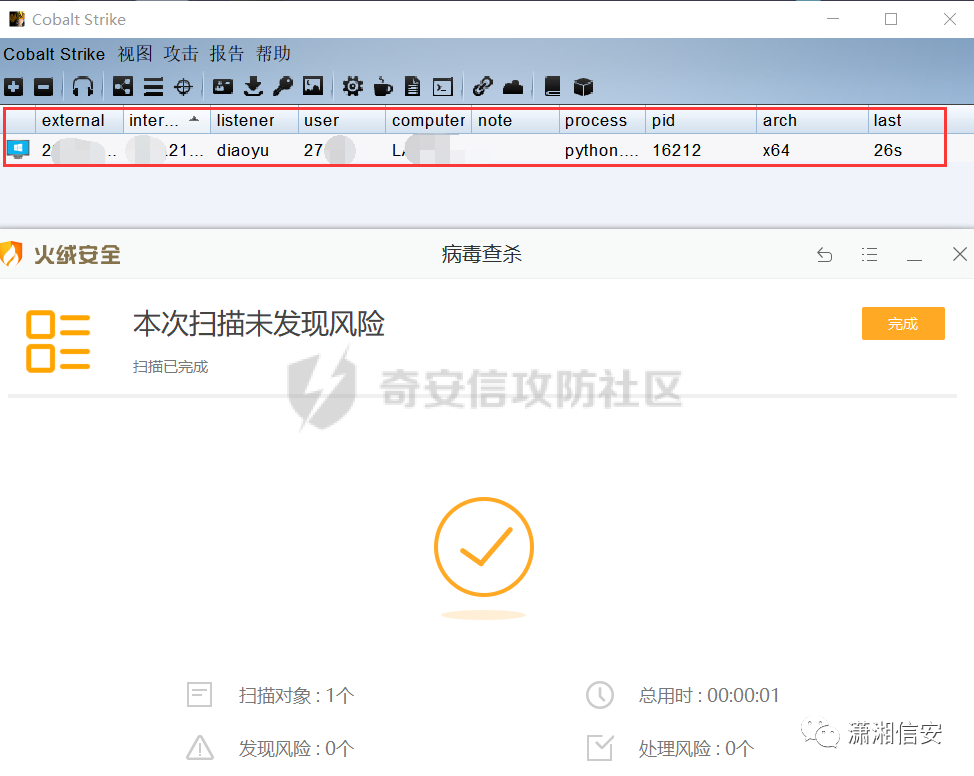 Cobalt Strike
Cobalt Strike 视图 攻击 报告 帮助
external inter... listener user computer note process pid arch last
2 .. .21... diaoyu 27 L python.... 16212 x64 26s
火绒安全 病毒查杀
本次扫描未发现风险
完成
扫描已完成
奇安信攻防社区
扫描对象 : 1个 总用时 : 00:00:01
发现风险 : 0个 处理风险 : 0个
潇湘信安